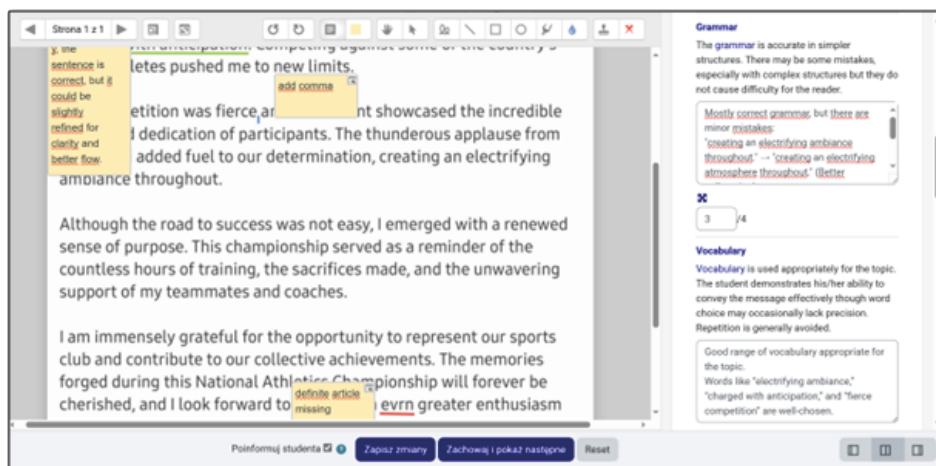 Strona 1 z 1
with anticipation. Competing against some of the country's
letes pushed me to new limits.
y, the
sentence is
correct, but it
could be
slightly
refined for
clarity and
better flow.
add comma
etition was fierce, an nt showcased the incredible
d dedication of participants. The thunderous applause from
added fuel to our determination, creating an electrifying
ambiance throughout.
Although the road to success was not easy, I emerged with a renewed
sense of purpose. This championship served as a reminder of the
countless hours of training, the sacrifices made, and the unwavering
support of my teammates and coaches.
I am immensely grateful for the opportunity to represent our sports
club and contribute to our collective achievements. The memories
forged during this National Athletics Championship will forever be
cherished, and I look forward to evrn greater enthusiasm
definite article
missing
Grammar
The grammar is accurate in simpler
structures. There may be some mistakes,
especially with complex structures but they do
not cause difficulty for the reader.
Mostly correct grammar, but there are
minor mistakes:
"creating an electrifying ambiance
throughout." → "creating an electrifying
atmosphere throughout." (Better
3 /4
Vocabulary
Vocabulary is used appropriately for the topic.
The student demonstrates his/her ability to
convey the message effectively though word
choice may occasionally lack precision.
Repetition is generally avoided.
Good range of vocabulary appropriate for
the topic.
Words like "electrifying ambiance,"
"charged with anticipation," and "fierce
competition" are well-chosen.
Poinformuj studenta
Zapisz zmiany
Zachowaj i pokaż następne
Reset